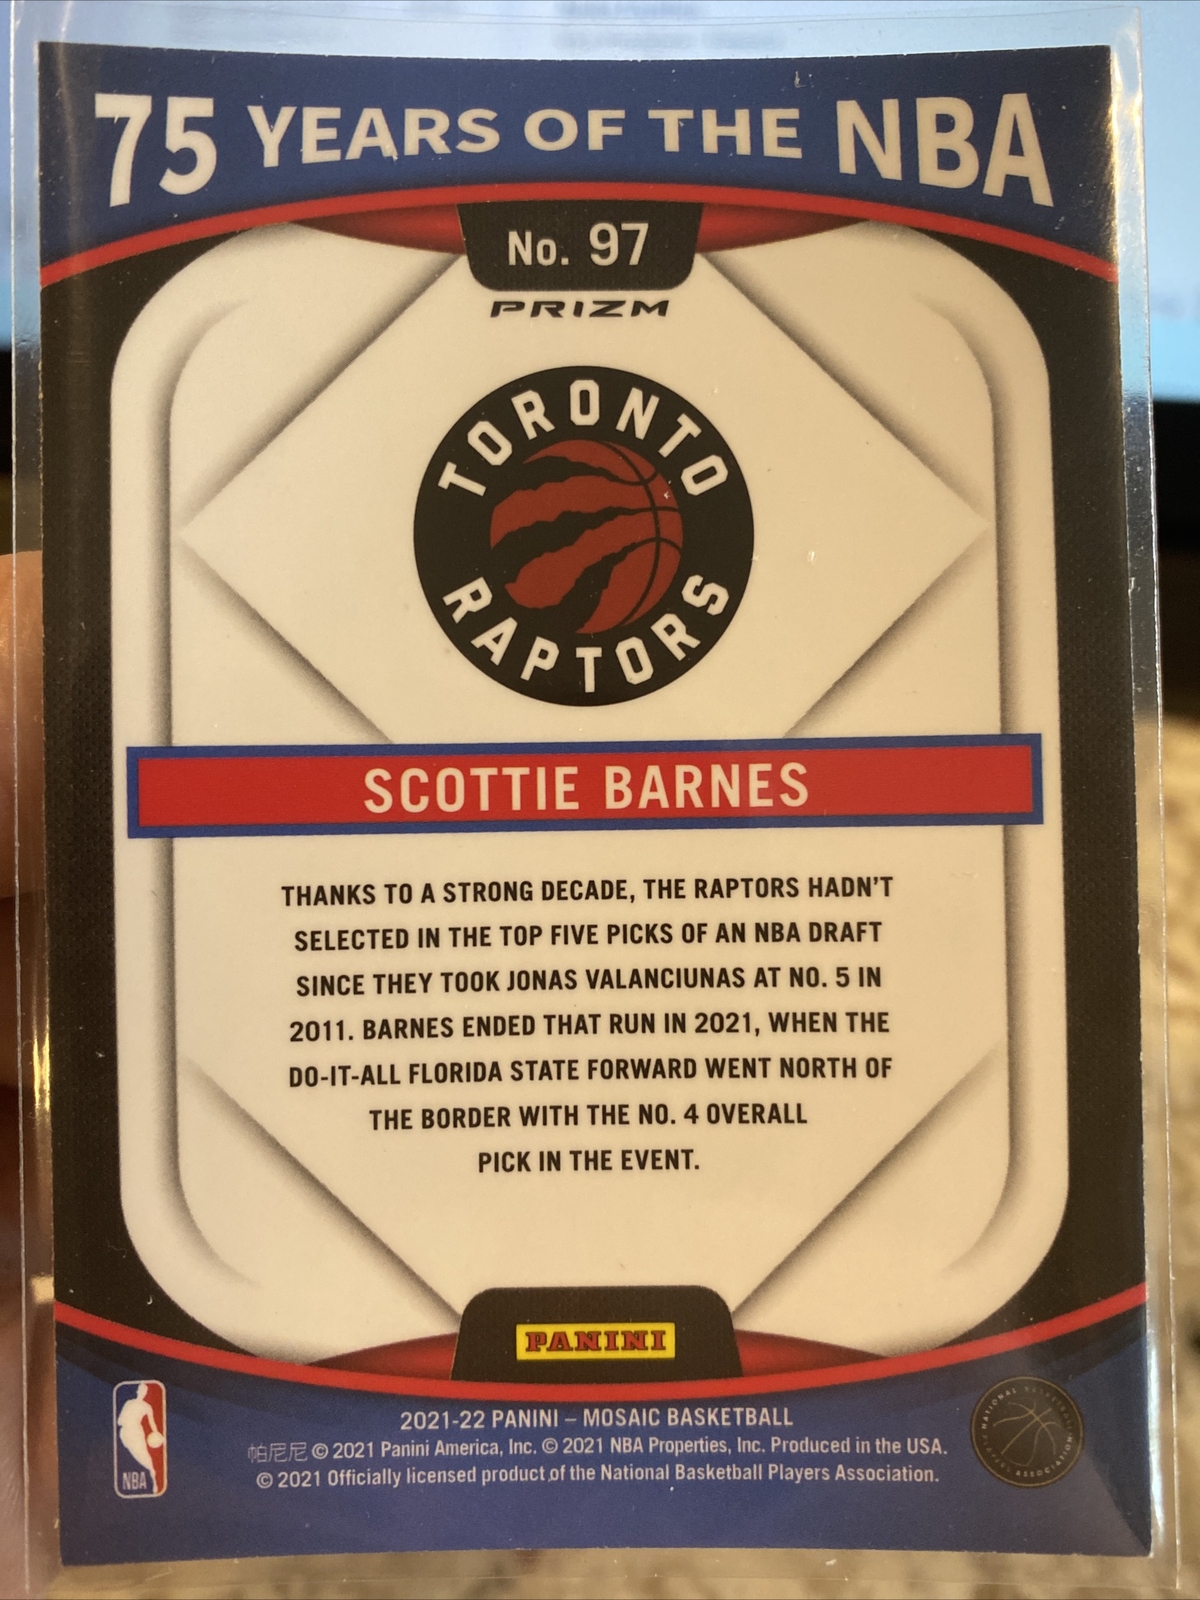 75 YEARS OF THE NBA
No. 97
PRIZM
TORONTO
RAPTORS
SCOTTIE BARNES
THANKS TO A STRONG DECADE, THE RAPTORS HADN'T
SELECTED IN THE TOP FIVE PICKS OF AN NBA DRAFT
SINCE THEY TOOK JONAS VALANCIUNAS AT NO. 5 IN
2011. BARNES ENDED THAT RUN IN 2021, WHEN THE
DO-IT-ALL FLORIDA STATE FORWARD WENT NORTH OF
THE BORDER WITH THE NO. 4 OVERALL
PICK IN THE EVENT.
PANINI
NBA
2021-22 PANINI – MOSAIC BASKETBALL
帕尼尼 © 2021 Panini America, Inc. © 2021 NBA Properties, Inc. Produced in the USA.
© 2021 Officially licensed product of the National Basketball Players Association.
NATIONAL BASKETBALL
PLAYERS ASSOCIATION